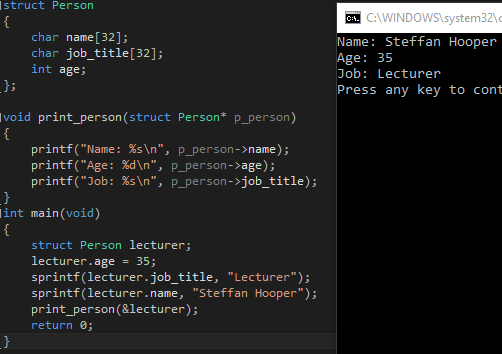 struct Person
{
    char name[32];
    char job_title[32];
    int age;
};

void print_person(struct Person* p_person)
{
    printf("Name: %s\n", p_person->name);
    printf("Age: %d\n", p_person->age);
    printf("Job: %s\n", p_person->job_title);
}
int main(void)
{
    struct Person lecturer;
    lecturer.age = 35;
    sprintf(lecturer.job_title, "Lecturer");
    sprintf(lecturer.name, "Steffan Hooper");
    print_person(&lecturer);
    return 0;
}
C:\WINDOWS\system32\c
Name: Steffan Hooper
Age: 35
Job: Lecturer
Press any key to cont